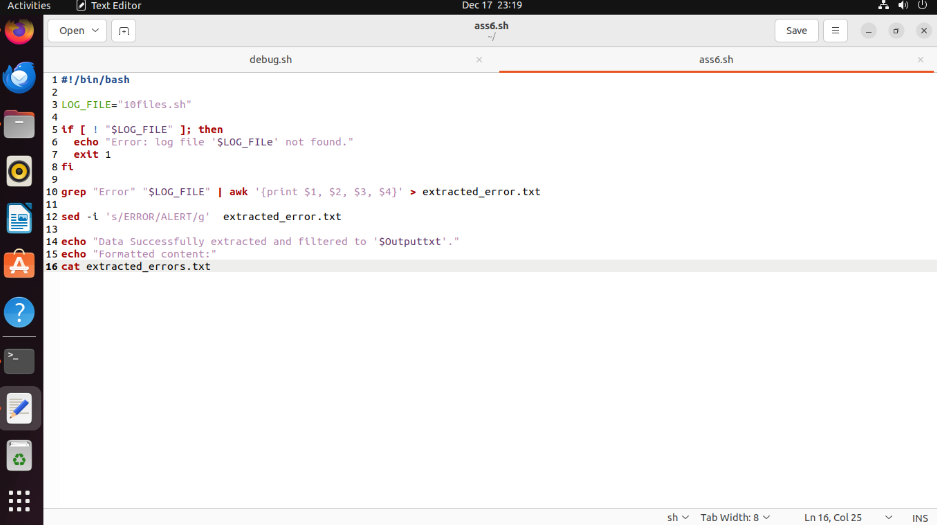 Activities
Text Editor
Dec 17 23:19
Open
ass6.sh
~/
Save
debug.sh
ass6.sh
1 #!/bin/bash
2
3 LOG_FILE="10files.sh"
4
5 if [ ! "$LOG_FILE" ]; then
6   echo "Error: log file '$LOG_FILe' not found."
7   exit 1
8 fi
9
10 grep "Error" "$LOG_FILE" | awk '{print $1, $2, $3, $4}' > extracted_error.txt
11
12 sed -i 's/ERROR/ALERT/g'  extracted_error.txt
13
14 echo "Data Successfully extracted and filtered to '$Outputtxt'."
15 echo "Formatted content:"
16 cat extracted_errors.txt
sh
Tab Width: 8
Ln 16, Col 25
INS